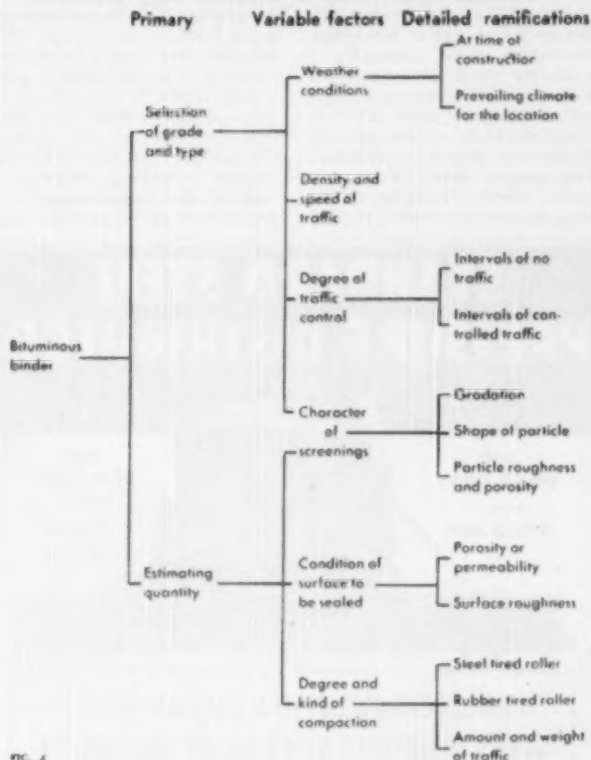 Primary Variable factors Detailed ramifications
Weather
conditions
At time of
construction
Prevailing climate
for the location
Selection
of grade
and type
Density and
speed of
traffic
Degree of
traffic
control
Intervals of no
traffic
Intervals of con-
trolled traffic
Bituminous
binder
Character
of
screenings
Gradation
Shape of particle
Particle roughness
and porosity
Estimating
quantity
Condition of
surface to
be sealed
Porosity or
permeability
Surface roughness
Degree and
kind of
compaction
Steel tired roller
Rubber tired roller
Amount and weight
of traffic